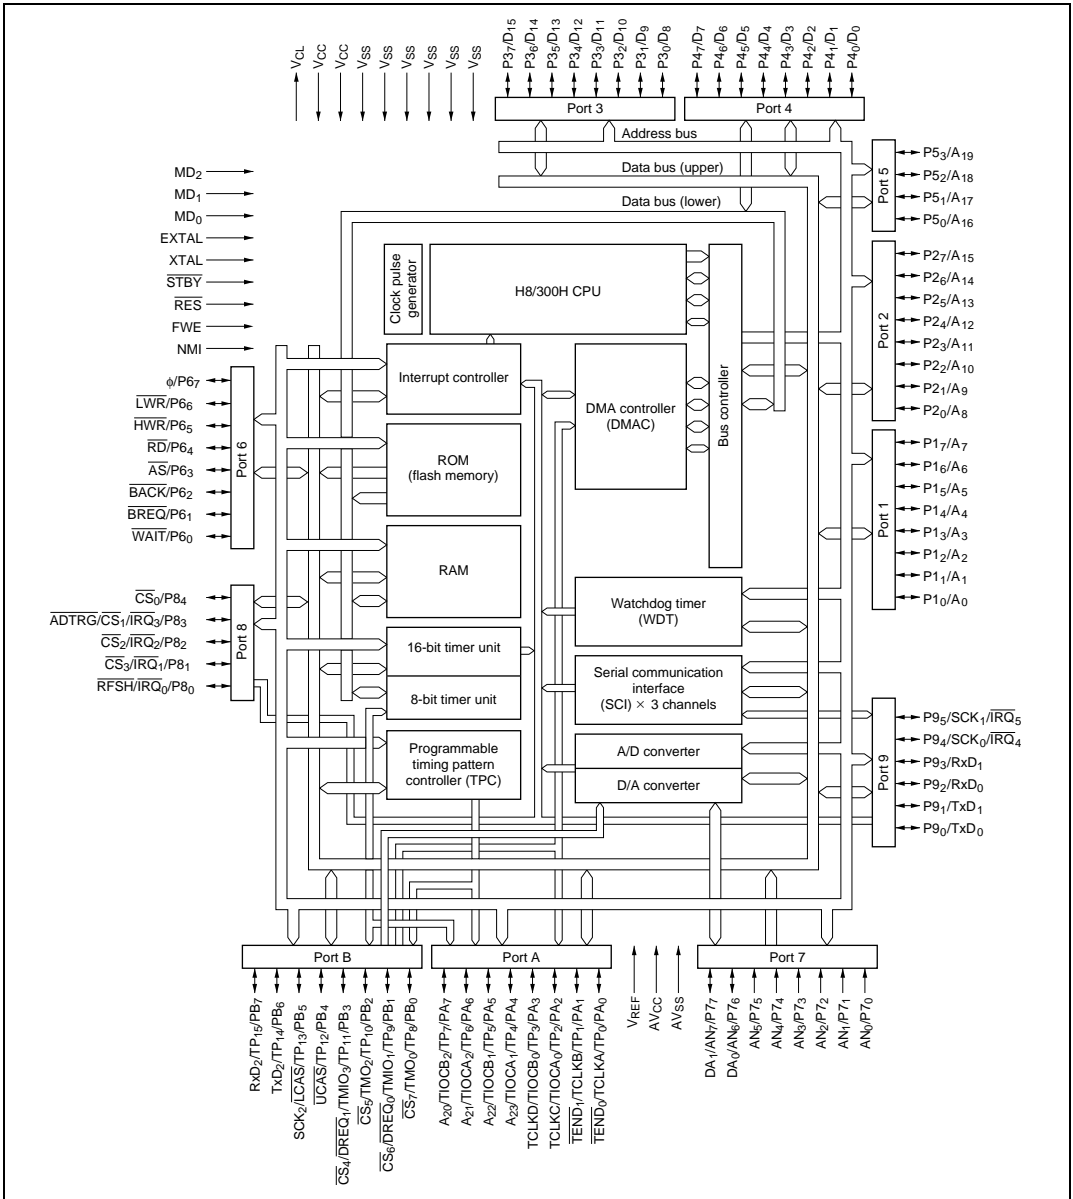 VCL
VCC
VCC
VSS
VSS
VSS
VSS
VSS
VSS
P37/D15
P36/D14
P35/D13
P34/D12
P33/D11
P32/D10
P31/D9
P30/D8
P47/D7
P46/D6
P45/D5
P44/D4
P43/D3
P42/D2
P41/D1
P40/D0
Port 3
Port 4
Address bus
Data bus (upper)
Data bus (lower)
MD2
MD1
MD0
EXTAL
XTAL
STBY
RES
FWE
NMI
φ/P67
LWR/P66
HWR/P65
RD/P64
AS/P63
BACK/P62
BREQ/P61
WAIT/P60
Port 6
CS0/P84
ADTRG/CS1/IRQ3/P83
CS2/IRQ2/P82
CS3/IRQ1/P81
RFSH/IRQ0/P80
Port 8
Clock pulse
generator
H8/300H CPU
Interrupt controller
ROM
(flash memory)
RAM
16-bit timer unit
8-bit timer unit
Programmable
timing pattern
controller (TPC)
DMA controller
(DMAC)
Bus controller
Watchdog timer
(WDT)
Serial communication
interface
(SCI) × 3 channels
A/D converter
D/A converter
Port 5
P53/A19
P52/A18
P51/A17
P50/A16
Port 2
P27/A15
P26/A14
P25/A13
P24/A12
P23/A11
P22/A10
P21/A9
P20/A8
Port 1
P17/A7
P16/A6
P15/A5
P14/A4
P13/A3
P12/A2
P11/A1
P10/A0
Port 9
P95/SCK1/IRQ5
P94/SCK0/IRQ4
P93/RxD1
P92/RxD0
P91/TxD1
P90/TxD0
Port B
Port A
Port 7
RxD2/TP15/PB7
TxD2/TP14/PB6
SCK2/LCAS/TP13/PB5
UCAS/TP12/PB4
CS4/DREQ1/TMIO3/TP11/PB3
CS5/TMO2/TP10/PB2
CS6/DREQ0/TMIO1/TP9/PB1
CS7/TMO0/TP8/PB0
A20/TIOCB2/TP7/PA7
A21/TIOCA2/TP6/PA6
A22/TIOCB1/TP5/PA5
A23/TIOCA1/TP4/PA4
TCLKD/TIOCB0/TP3/PA3
TCLKC/TIOCA0/TP2/PA2
TEND1/TCLKB/TP1/PA1
TEND0/TCLKA/TP0/PA0
VREF
AVCC
AVSS
DA1/AN7/P77
DA0/AN6/P76
AN5/P75
AN4/P74
AN3/P73
AN2/P72
AN1/P71
AN0/P70